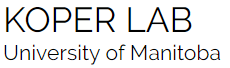 KOPER LAB
University of Manitoba